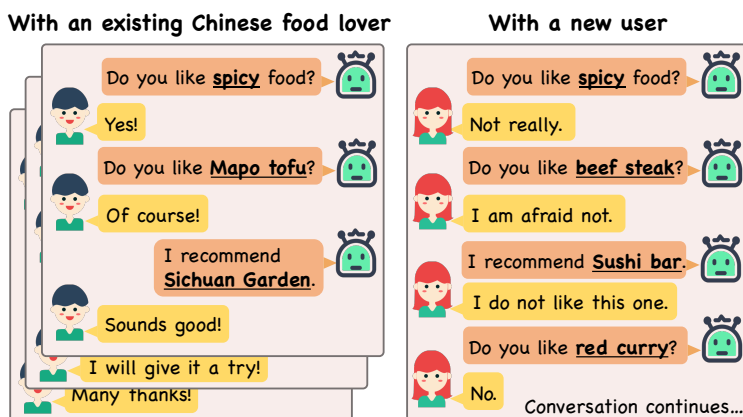 With an existing Chinese food lover
Do you like spicy food?
Yes!
Do you like Mapo tofu?
Of course!
I recommend
Sichuan Garden.
Sounds good!
I will give it a try!
Many thanks!
With a new user
Do you like spicy food?
Not really.
Do you like beef steak?
I am afraid not.
I recommend Sushi bar.
I do not like this one.
Do you like red curry?
No.
Conversation continues...